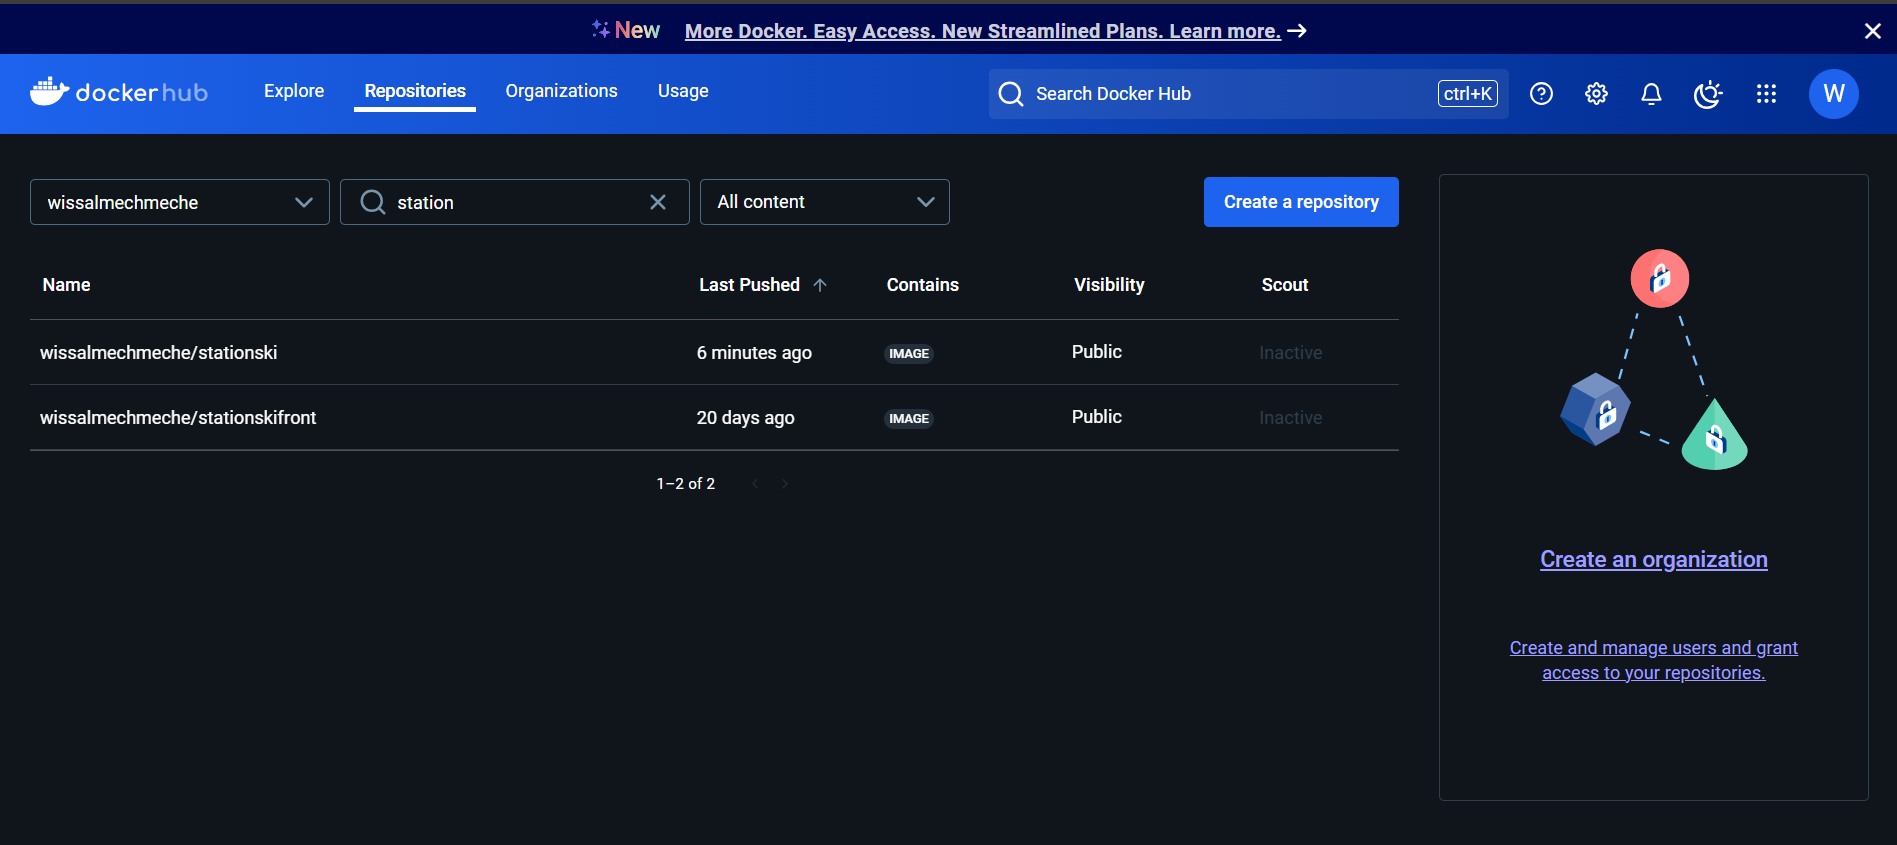 New More Docker. Easy Access. New Streamlined Plans. Learn more.
docker hub Explore Repositories Organizations Usage Search Docker Hub ctrl+K W
wissalmechmeche station All content Create a repository
Name Last Pushed Contains Visibility Scout
wissalmechmeche/stationski 6 minutes ago IMAGE Public Inactive
wissalmechmeche/stationskifront 20 days ago IMAGE Public Inactive
1–2 of 2
Create an organization
Create and manage users and grant
access to your repositories.